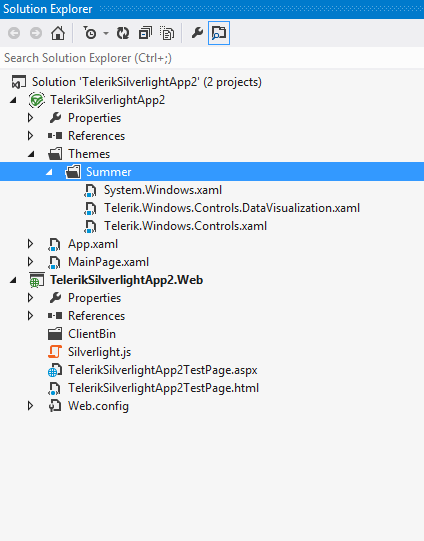 Solution Explorer
Search Solution Explorer (Ctrl+;)
Solution 'TelerikSilverlightApp2' (2 projects)
TelerikSilverlightApp2
Properties
References
Themes
Summer
System.Windows.xaml
Telerik.Windows.Controls.DataVisualization.xaml
Telerik.Windows.Controls.xaml
App.xaml
MainPage.xaml
TelerikSilverlightApp2.Web
Properties
References
ClientBin
Silverlight.js
TelerikSilverlightApp2TestPage.aspx
TelerikSilverlightApp2TestPage.html
Web.config